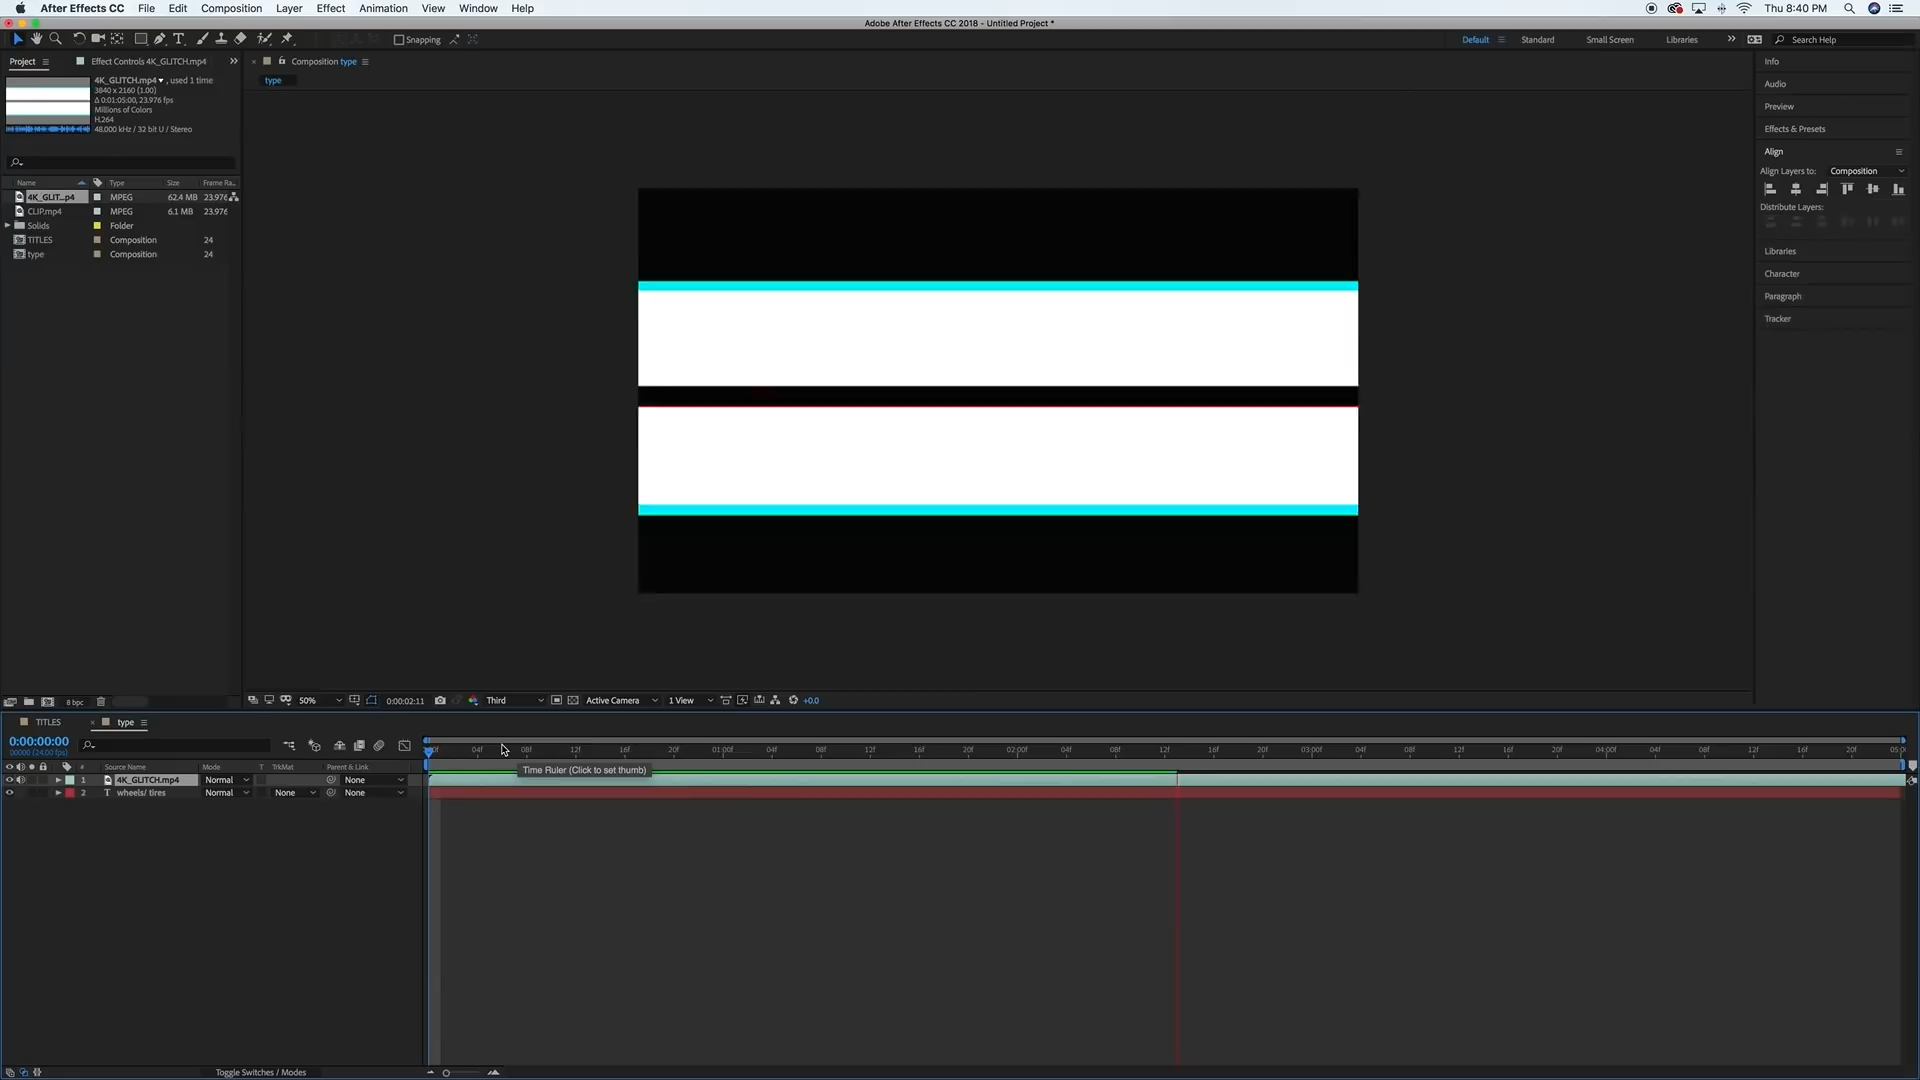 After Effects CC File Edit Composition Layer Effect Animation View Window Help Thu 8:40 PM
Adobe After Effects CC 2018 - Untitled Project *
Snapping Default Standard Small Screen Libraries Search Help
Project Effect Controls 4K_GLITCH.mp4 Composition type Info
4K_GLITCH.mp4 , used 1 time
type
3840 x 2160 (1.00)
Audio
Δ 0:01:05:00, 23.976 fps
Millions of Colors
Preview
H.264
48.000 kHz / 32 bit U / Stereo
Effects & Presets
Align
Align Layers to: Composition
Name Type Size Frame Ra...
4K_GLIT...p4 MPEG 62.4 MB 23.976
Distribute Layers:
CLIP.mp4 MPEG 6.1 MB 23.976
Solids Folder
TITLES Composition 24
type Composition 24
Libraries
Character
Paragraph
Tracker
8 bpc 50% 0:00:02:11 Third Active Camera 1 View +0.0
TITLES type
0:00:00:00
00000 (24.00 fps)
04f 08f 12f 16f 20f 01:00f 04f 08f 12f 16f 20f 02:00f 04f 08f 12f 16f 20f 03:00f 04f 08f 12f 16f 20f 04:00f 04f 08f 12f 16f 20f
# Source Name Mode T TrkMat Parent & Link
Time Ruler (Click to set thumb)
1 4K_GLITCH.mp4 Normal None
2 T wheels/ tires Normal None None
Toggle Switches / Modes